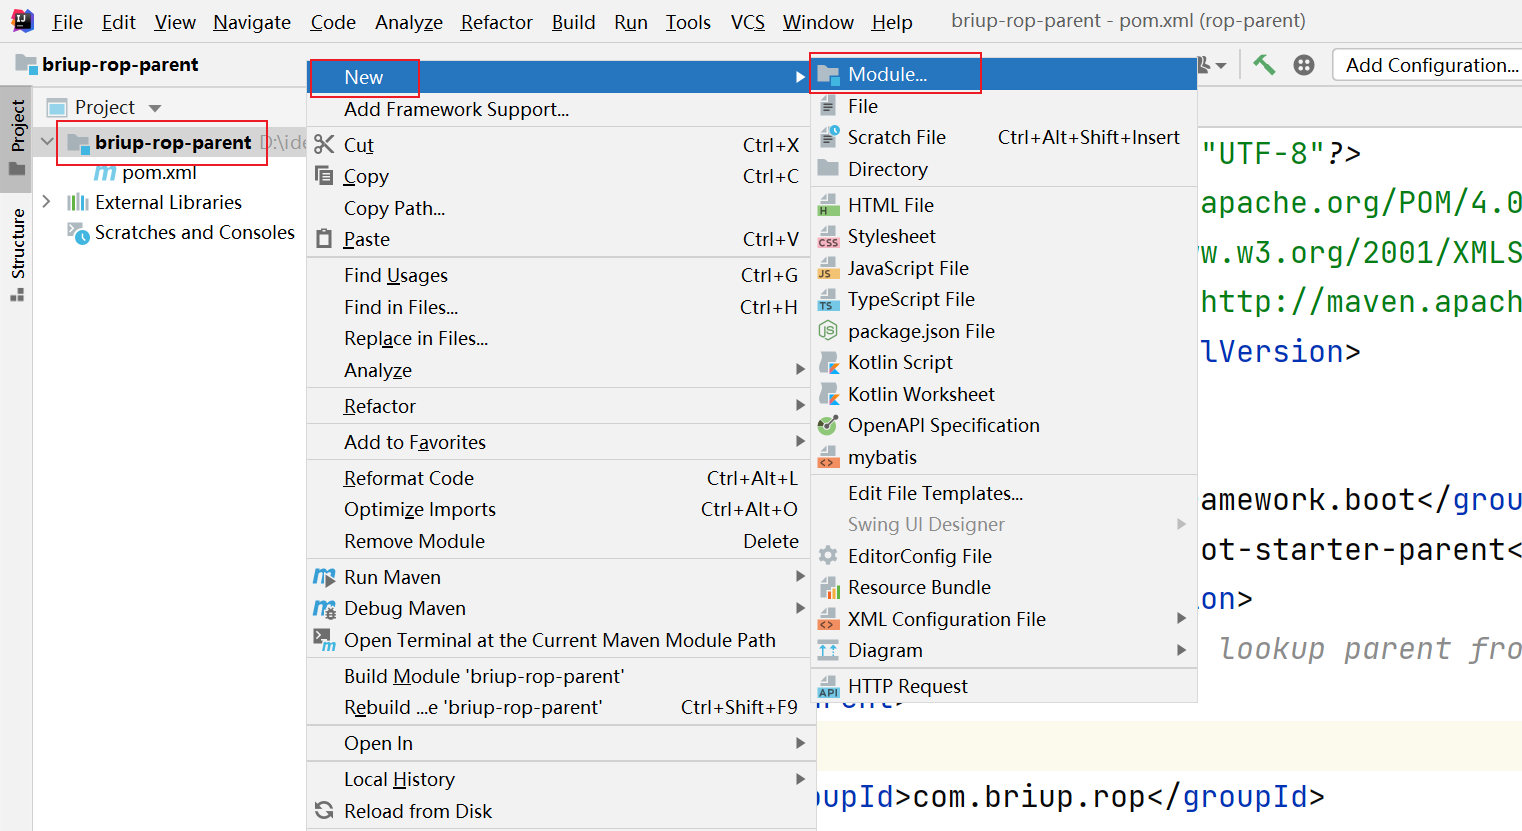 File Edit View Navigate Code Analyze Refactor Build Run Tools VCS Window Help briup-rop-parent - pom.xml (rop-parent)
briup-rop-parent
Add Configuration...
Project
Project
Structure
briup-rop-parent D:\ide
pom.xml
External Libraries
Scratches and Consoles
New
Add Framework Support...
Cut Ctrl+X
Copy Ctrl+C
Copy Path...
Paste Ctrl+V
Find Usages Ctrl+G
Find in Files... Ctrl+H
Replace in Files...
Analyze
Refactor
Add to Favorites
Reformat Code Ctrl+Alt+L
Optimize Imports Ctrl+Alt+O
Remove Module Delete
Run Maven
Debug Maven
Open Terminal at the Current Maven Module Path
Build Module 'briup-rop-parent'
Rebuild ...e 'briup-rop-parent' Ctrl+Shift+F9
Open In
Local History
Reload from Disk
Module...
File
Scratch File Ctrl+Alt+Shift+Insert
Directory
HTML File
Stylesheet
JavaScript File
TypeScript File
package.json File
Kotlin Script
Kotlin Worksheet
OpenAPI Specification
mybatis
Edit File Templates...
Swing UI Designer
EditorConfig File
Resource Bundle
XML Configuration File
Diagram
HTTP Request
"UTF-8"?>
apache.org/POM/4.0
w.w3.org/2001/XMLS
http://maven.apach
lVersion>
amework.boot</grou
ot-starter-parent<
on>
lookup parent fro
oupId>com.briup.rop</groupId>